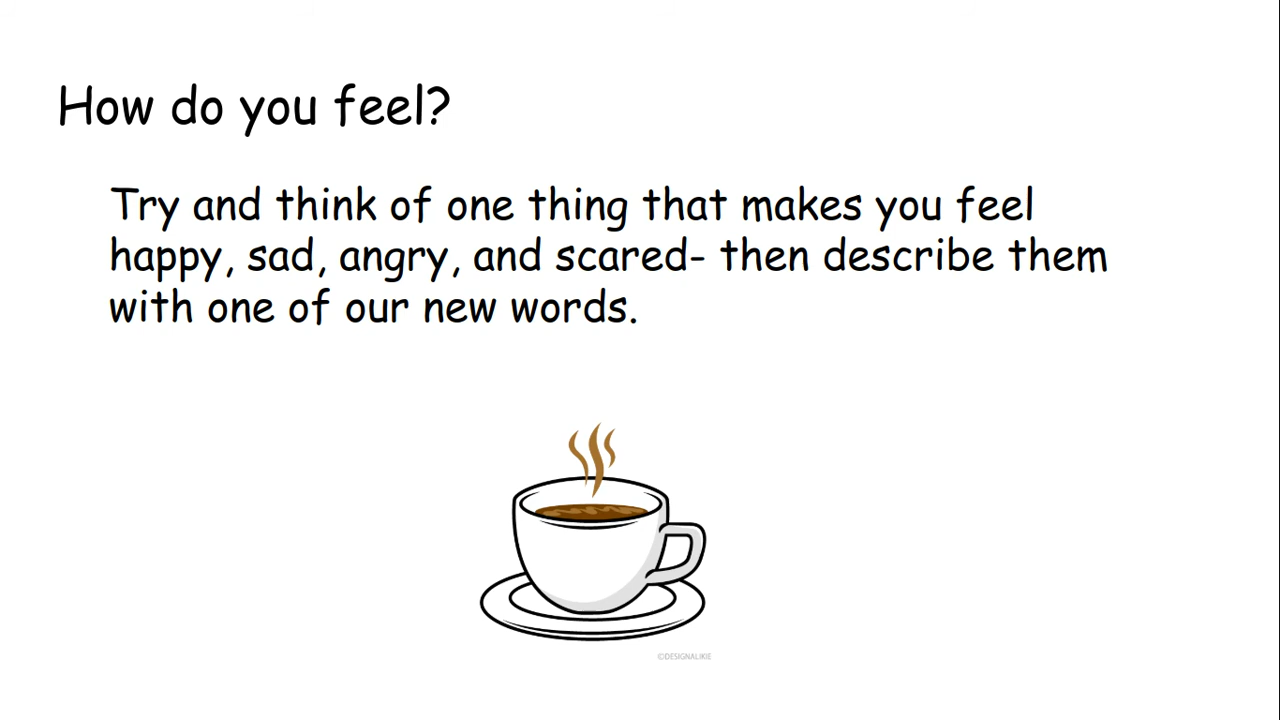 How do you feel?
Try and think of one thing that makes you feel
happy, sad, angry, and scared- then describe them
with one of our new words.
©DESIGNALIKIE